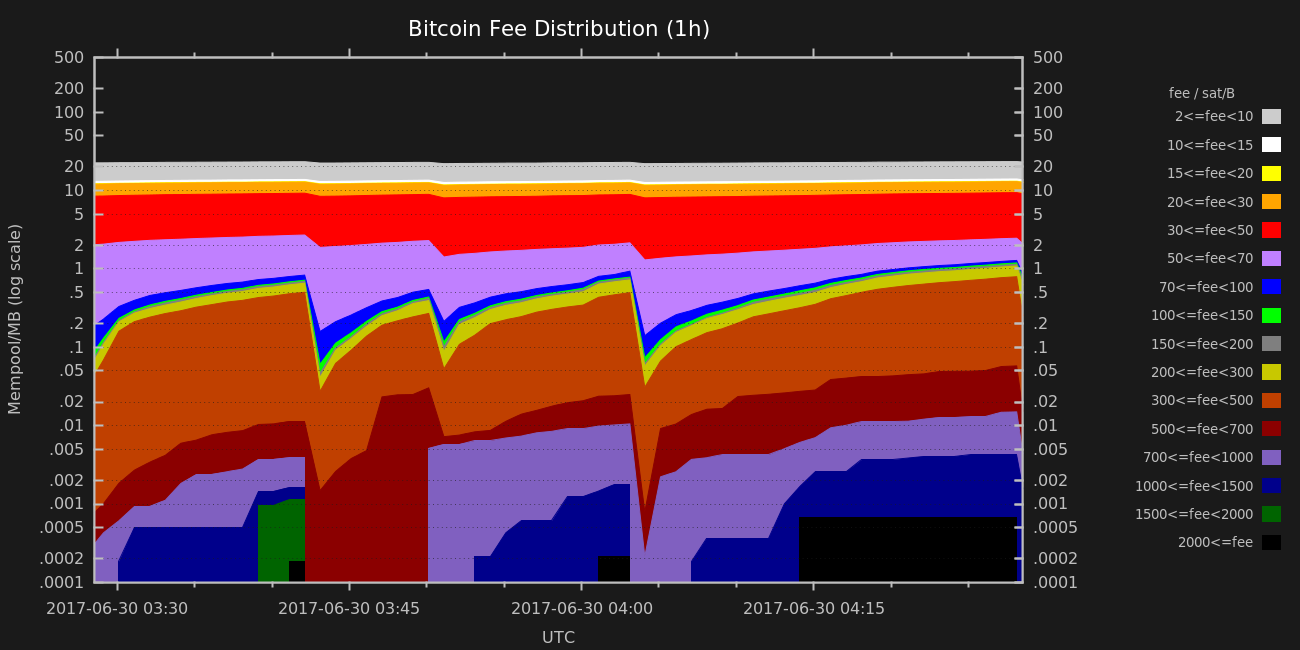 Bitcoin Fee Distribution (1h)
500
200
100
50
20
10
5
2
1
.5
.2
.1
.05
.02
.01
.005
.002
.001
.0005
.0002
.0001
Mempool/MB (log scale)
500
200
100
50
20
10
5
2
1
.5
.2
.1
.05
.02
.01
.005
.002
.001
.0005
.0002
.0001
2017-06-30 03:30 2017-06-30 03:45 2017-06-30 04:00 2017-06-30 04:15
UTC
fee / sat/B
2<=fee<10
10<=fee<15
15<=fee<20
20<=fee<30
30<=fee<50
50<=fee<70
70<=fee<100
100<=fee<150
150<=fee<200
200<=fee<300
300<=fee<500
500<=fee<700
700<=fee<1000
1000<=fee<1500
1500<=fee<2000
2000<=fee